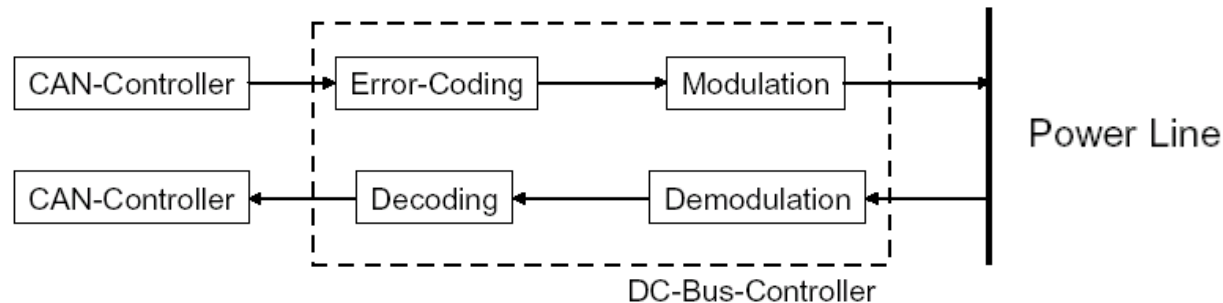 CAN-Controller
Error-Coding
Modulation
Power Line
CAN-Controller
Decoding
Demodulation
DC-Bus-Controller